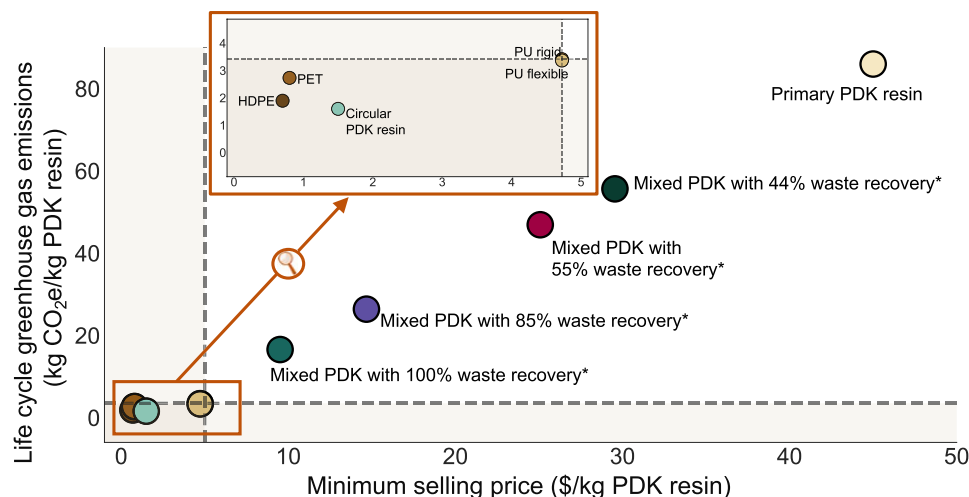 Life cycle greenhouse gas emissions
(kg CO₂e/kg PDK resin)
80
60
40
20
0
4
3
2
1
0
PU rigid
PU flexible
PET
HDPE
Circular
PDK resin
0
1
2
3
4
5
Primary PDK resin
Mixed PDK with 44% waste recovery*
Mixed PDK with
55% waste recovery*
Mixed PDK with 85% waste recovery*
Mixed PDK with 100% waste recovery*
0
10
20
30
40
50
Minimum selling price ($/kg PDK resin)